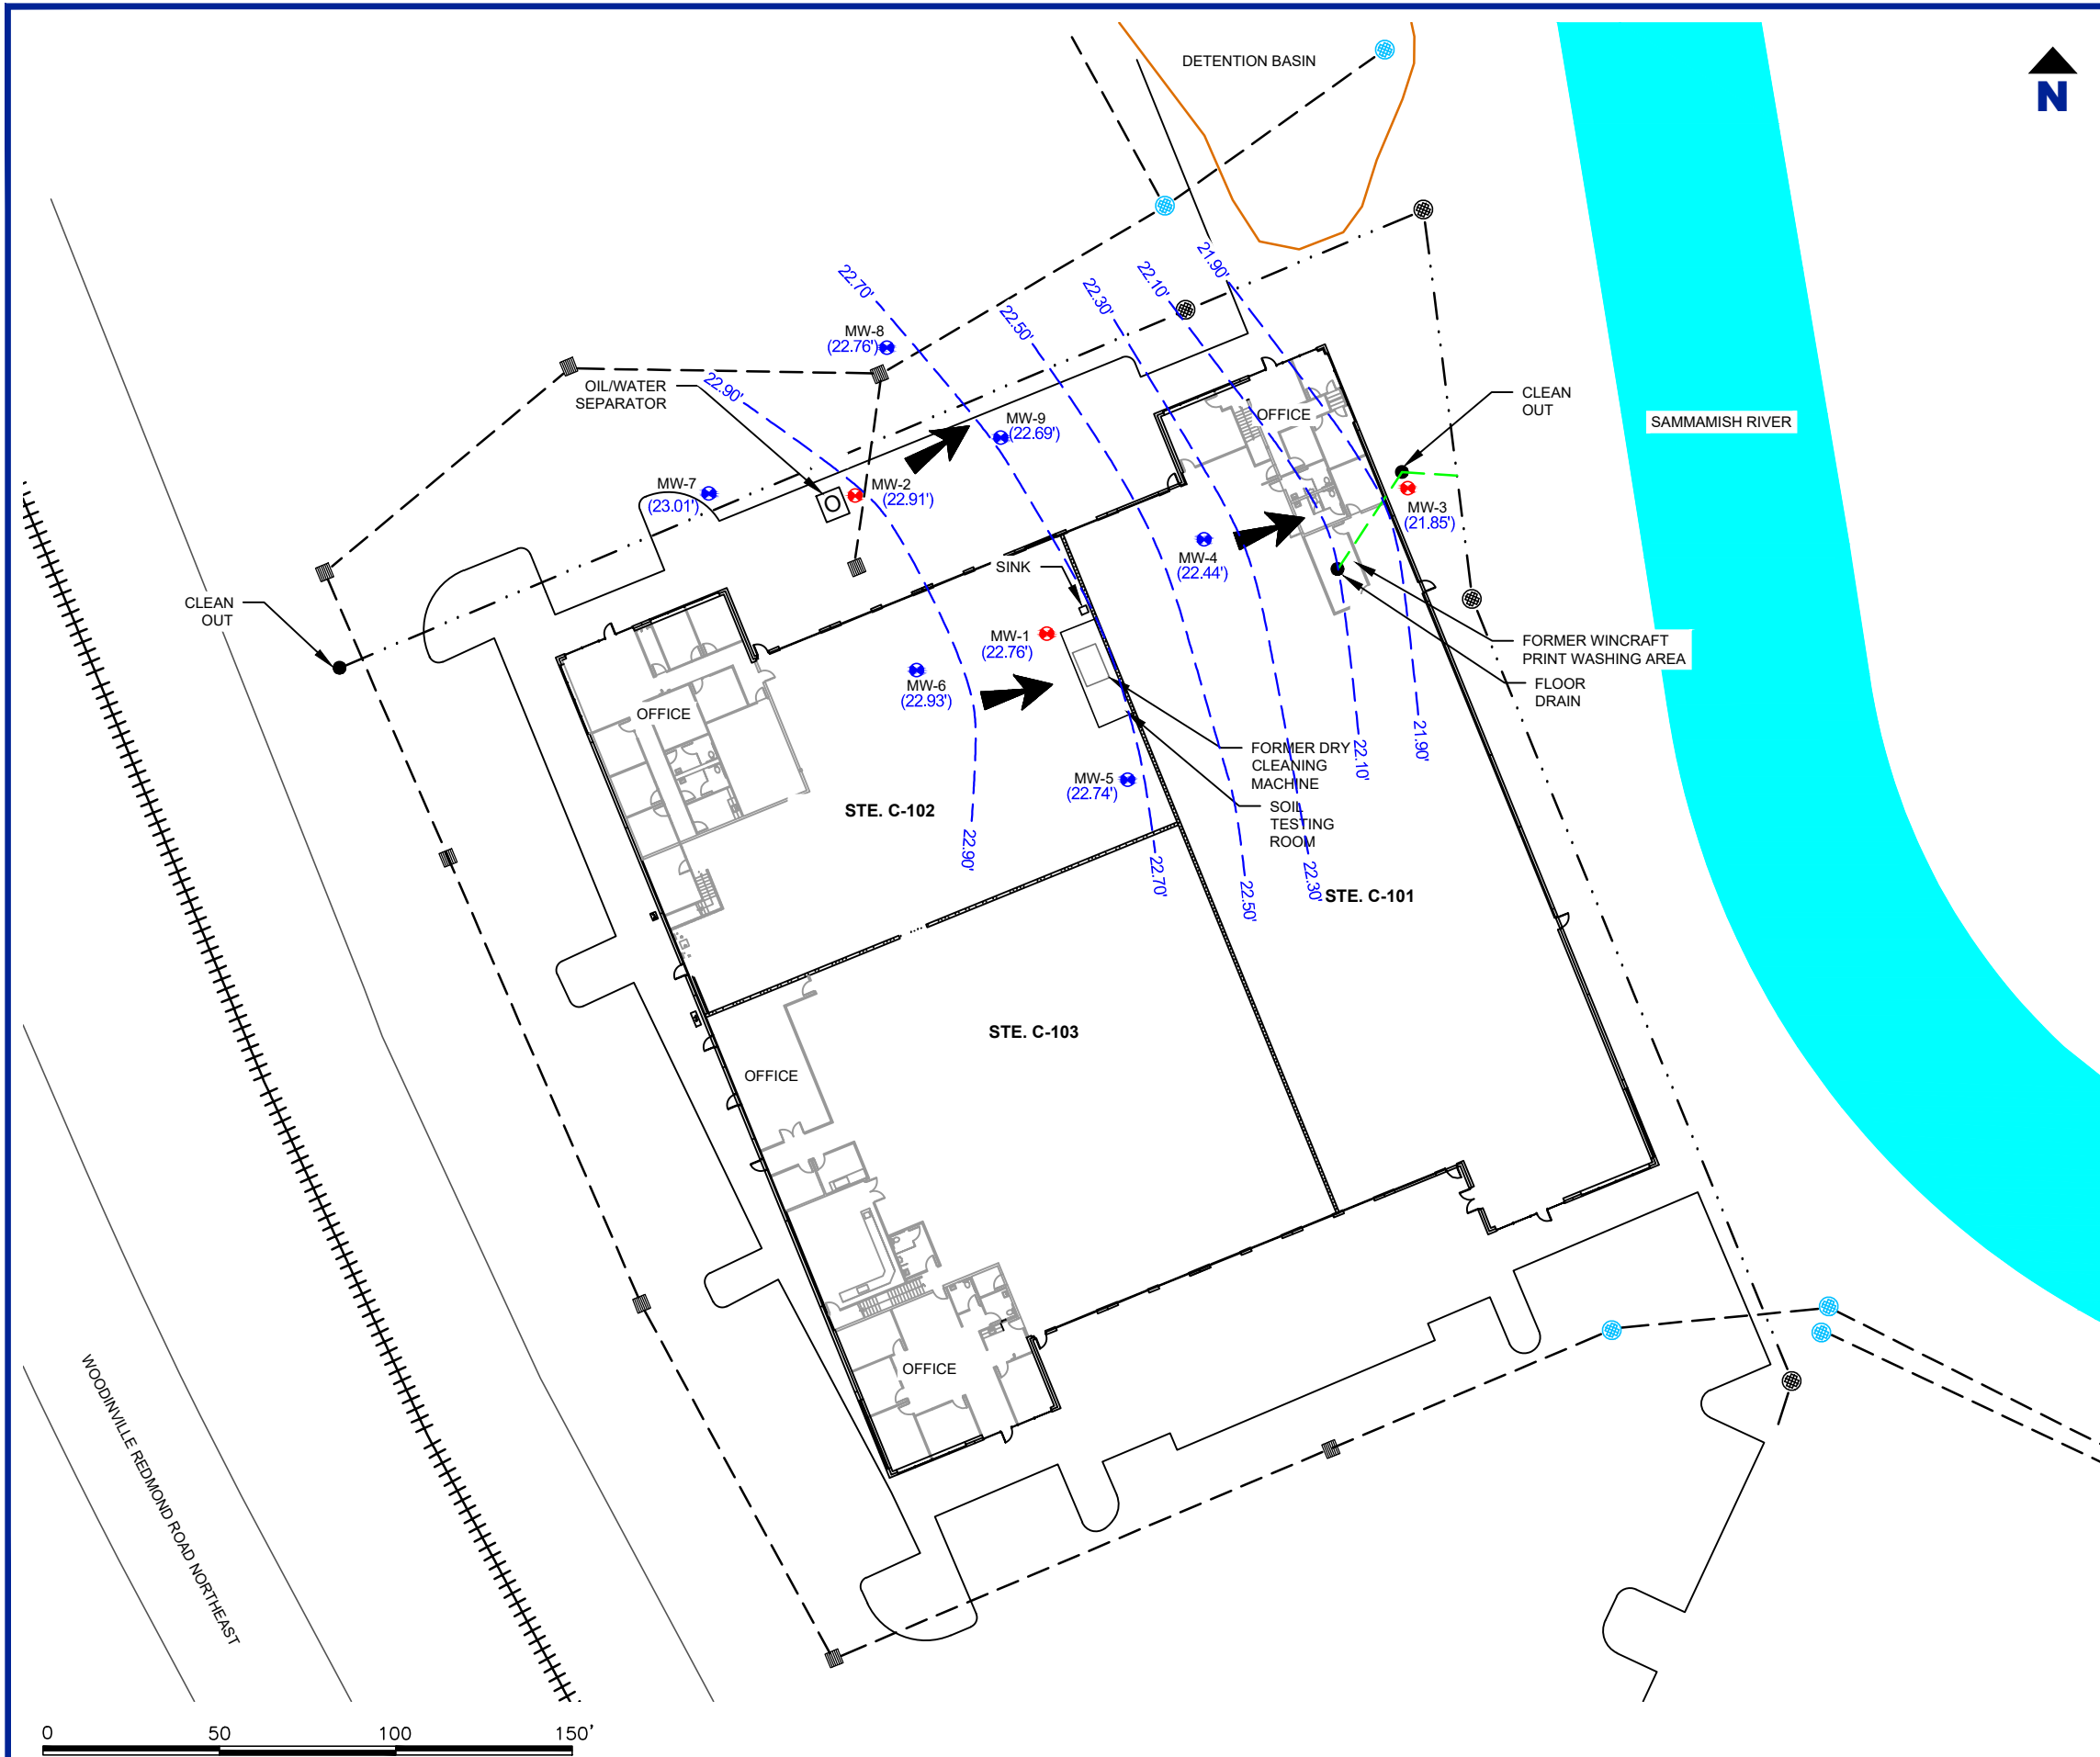 DETENTION BASIN
N
21.90'
22.10'
22.70'
22.30'
22.50'
MW-8
(22.76')
22.90'
OIL/WATER
SEPARATOR
CLEAN
OUT
OFFICE
MW-9
(22.69')
SAMMAMISH RIVER
MW-7
(23.01')
MW-2
(22.91')
MW-3
(21.85')
MW-4
(22.44')
SINK
CLEAN
OUT
MW-1
(22.76')
FORMER WINCRAFT
PRINT WASHING AREA
MW-6
(22.93')
FLOOR
DRAIN
OFFICE
21.90'
22.10'
FORMER DRY
CLEANING
MACHINE
MW-5
(22.74')
SOIL
TESTING
ROOM
STE. C-102
22.90'
22.70'
22.50'
22.30'
STE. C-101
STE. C-103
OFFICE
OFFICE
WOODINVILLE REDMOND ROAD NORTHEAST
0 50 100 150'